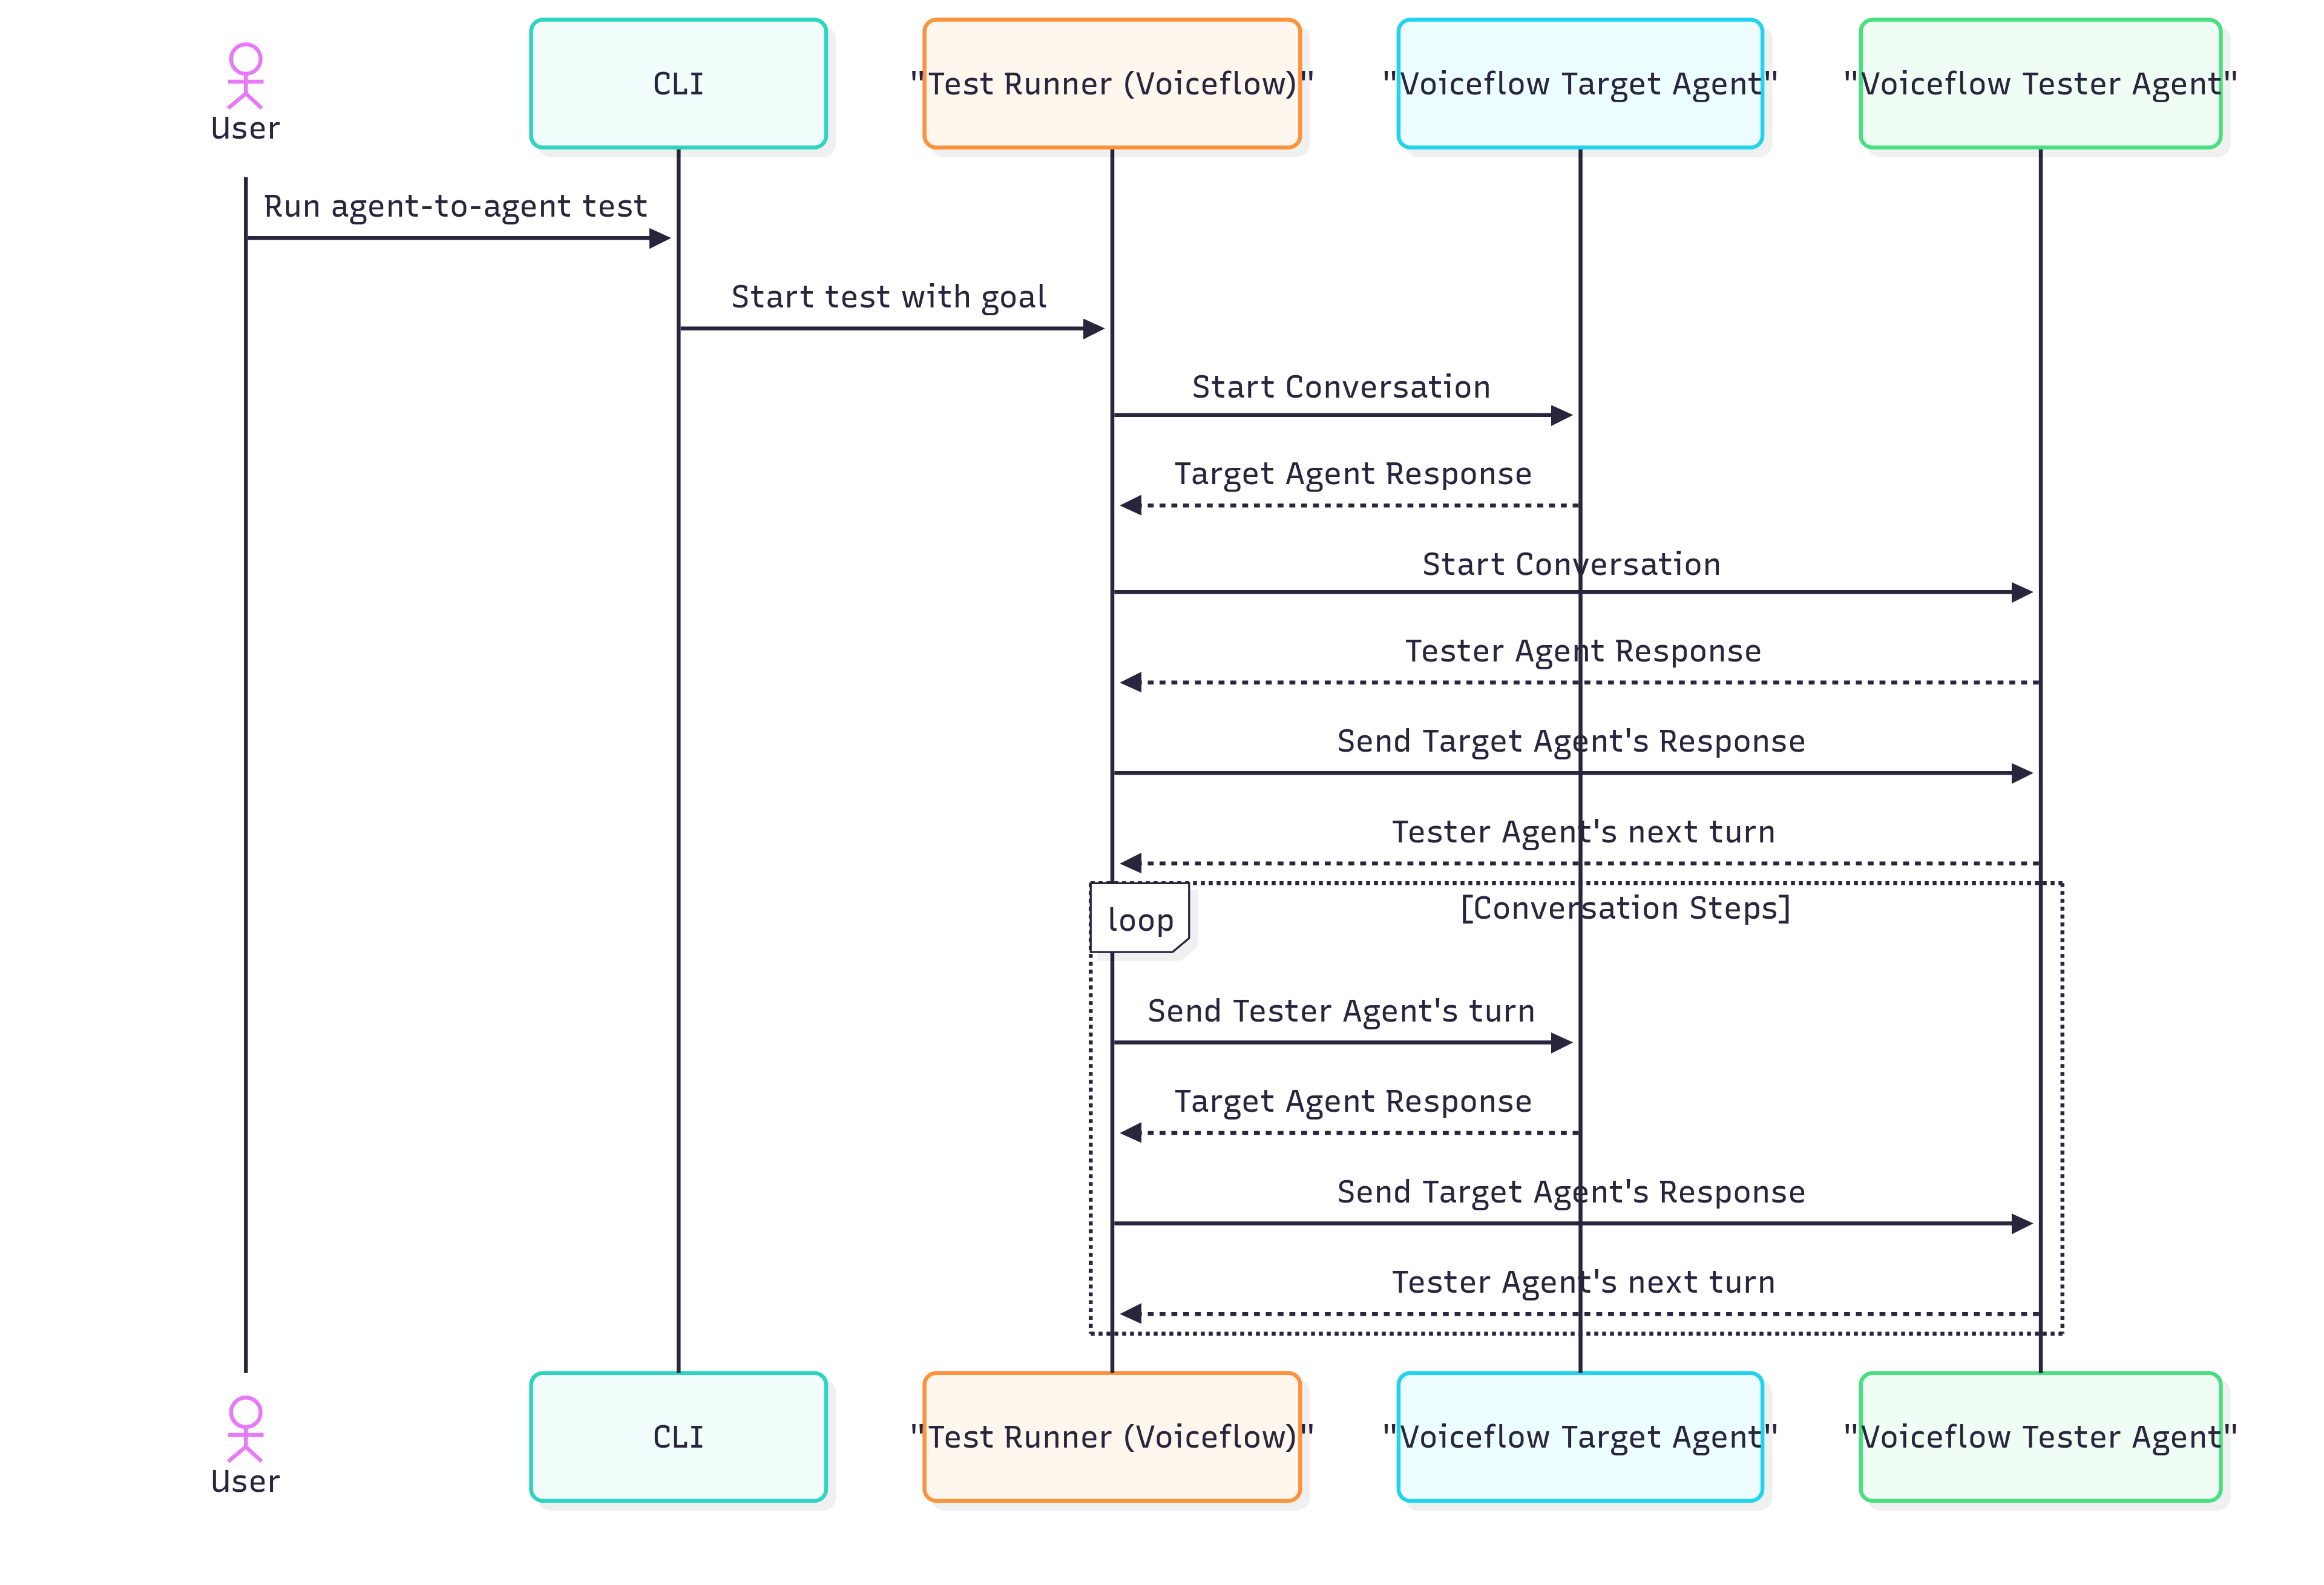 User
CLI
"Test Runner (Voiceflow)"
"Voiceflow Target Agent"
"Voiceflow Tester Agent"
Run agent-to-agent test
Start test with goal
Start Conversation
Target Agent Response
Start Conversation
Tester Agent Response
Send Target Agent's Response
Tester Agent's next turn
loop
[Conversation Steps]
Send Tester Agent's turn
Target Agent Response
Send Target Agent's Response
Tester Agent's next turn
User
CLI
"Test Runner (Voiceflow)"
"Voiceflow Target Agent"
"Voiceflow Tester Agent"